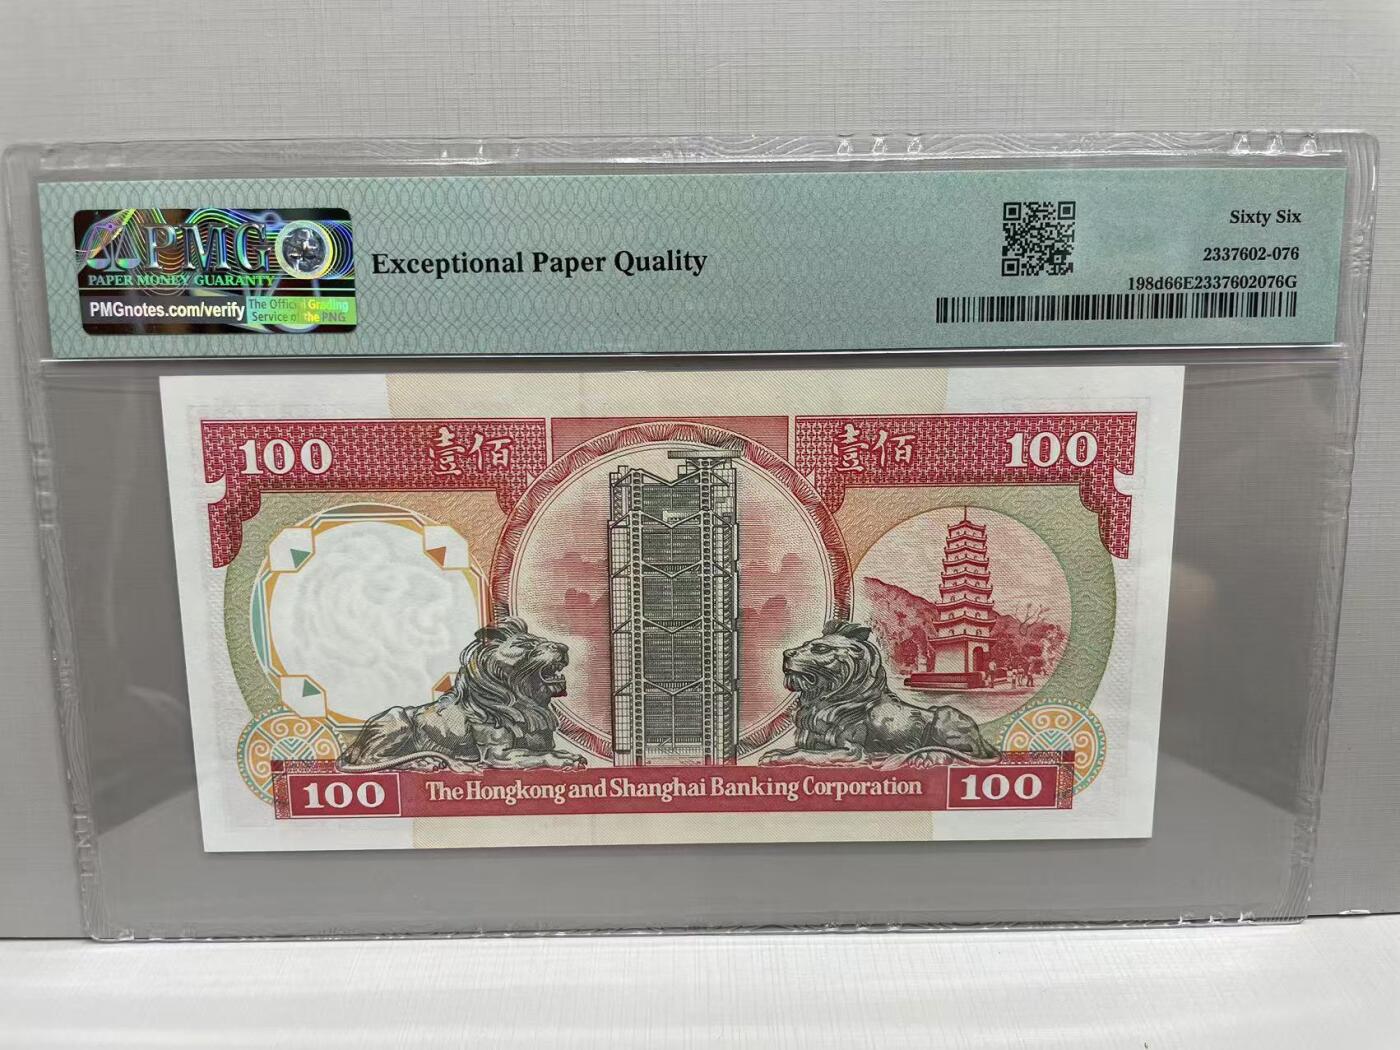 PMG
PAPER MONEY GUARANTY
PMGnotes.com/verify
The Official Grading
Service of the PNG
Exceptional Paper Quality
Sixty Six
2337602-076
198d66E2337602076G
100 壹佰 壹佰 100
100 The Hongkong and Shanghai Banking Corporation 100